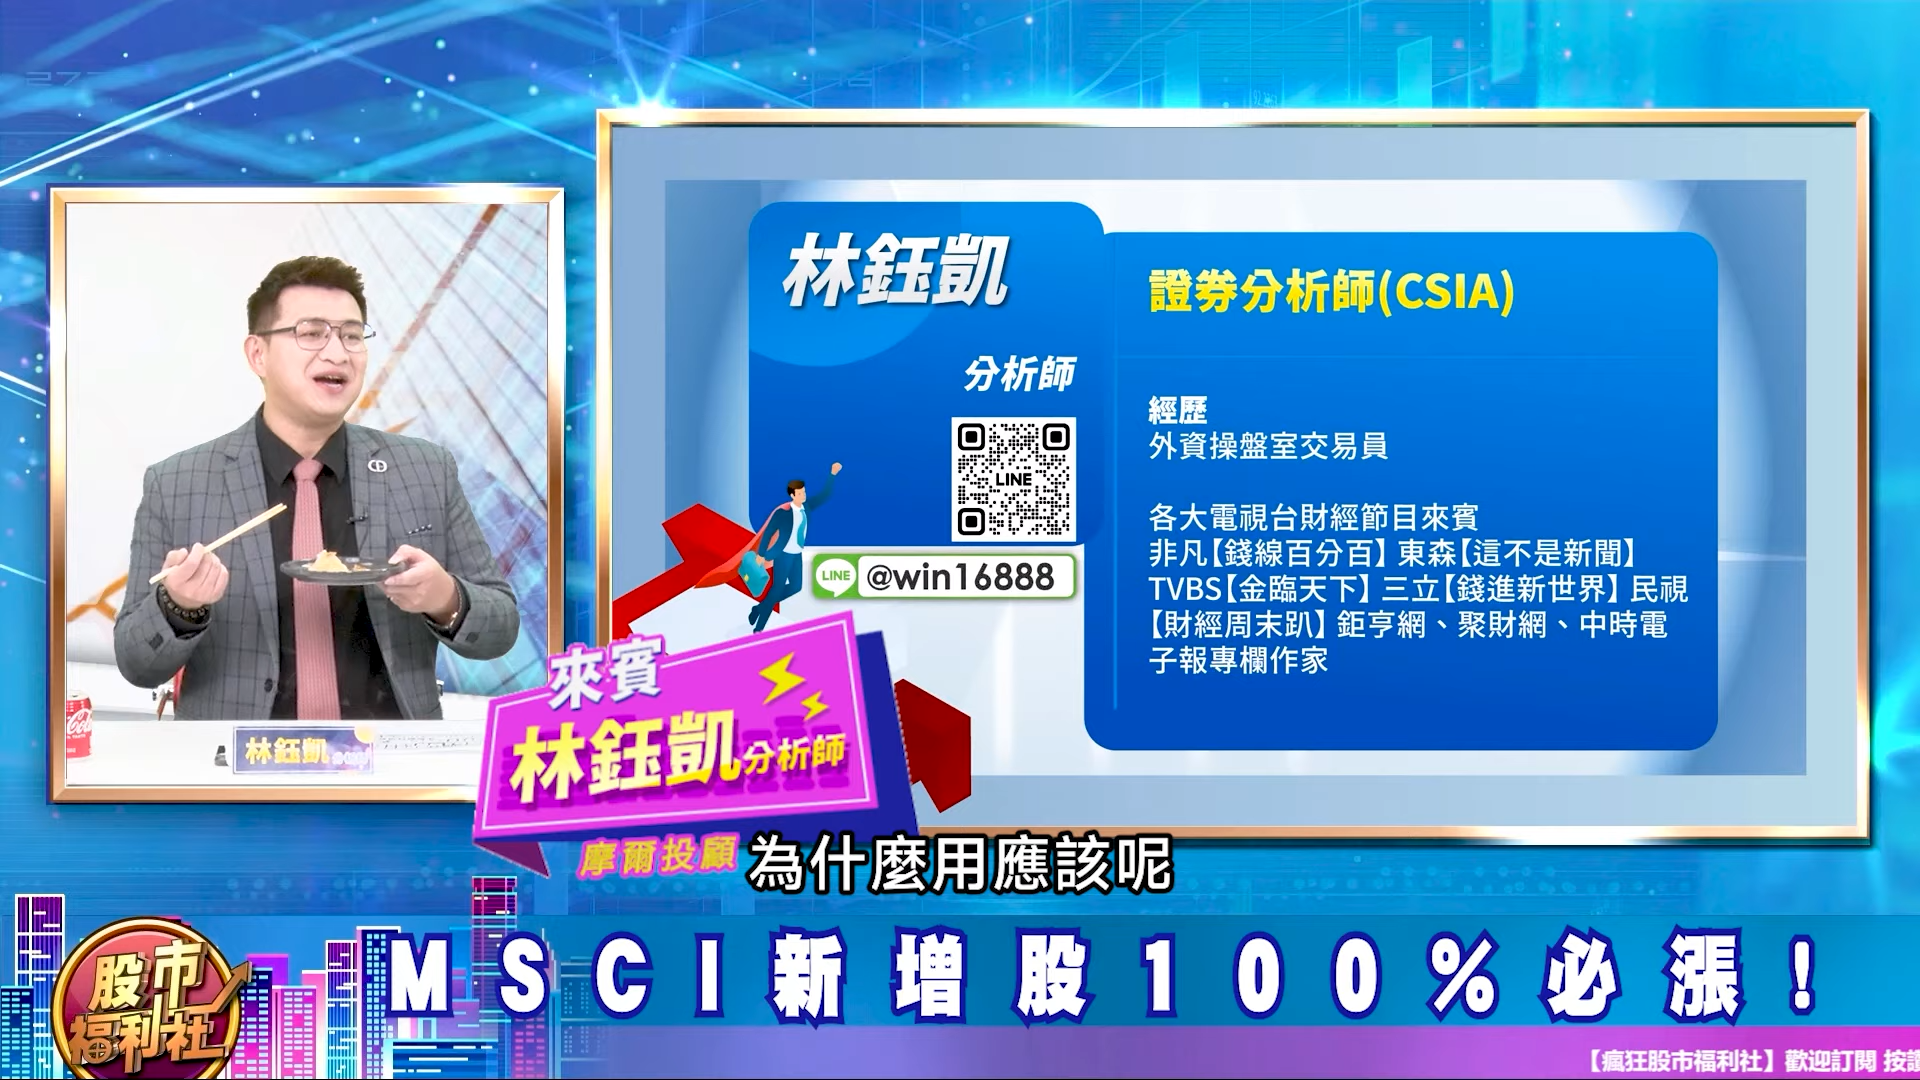 林鈺凱
分析師
LINE
LINE @win16888
證券分析師(CSIA)
經歷
外資操盤室交易員
各大電視台財經節目來賓
非凡【錢線百分百】東森【這不是新聞】
TVBS【金臨天下】三立【錢進新世界】民視
【財經周末趴】鉅亨網、聚財網、中時電
子報專欄作家
林鈺凱
來賓
林鈺凱分析師
摩爾投顧
為什麼用應該呢
MSCI新增股100%必漲!
股市
福利社
【瘋狂股市福利社】歡迎訂閱 按讚